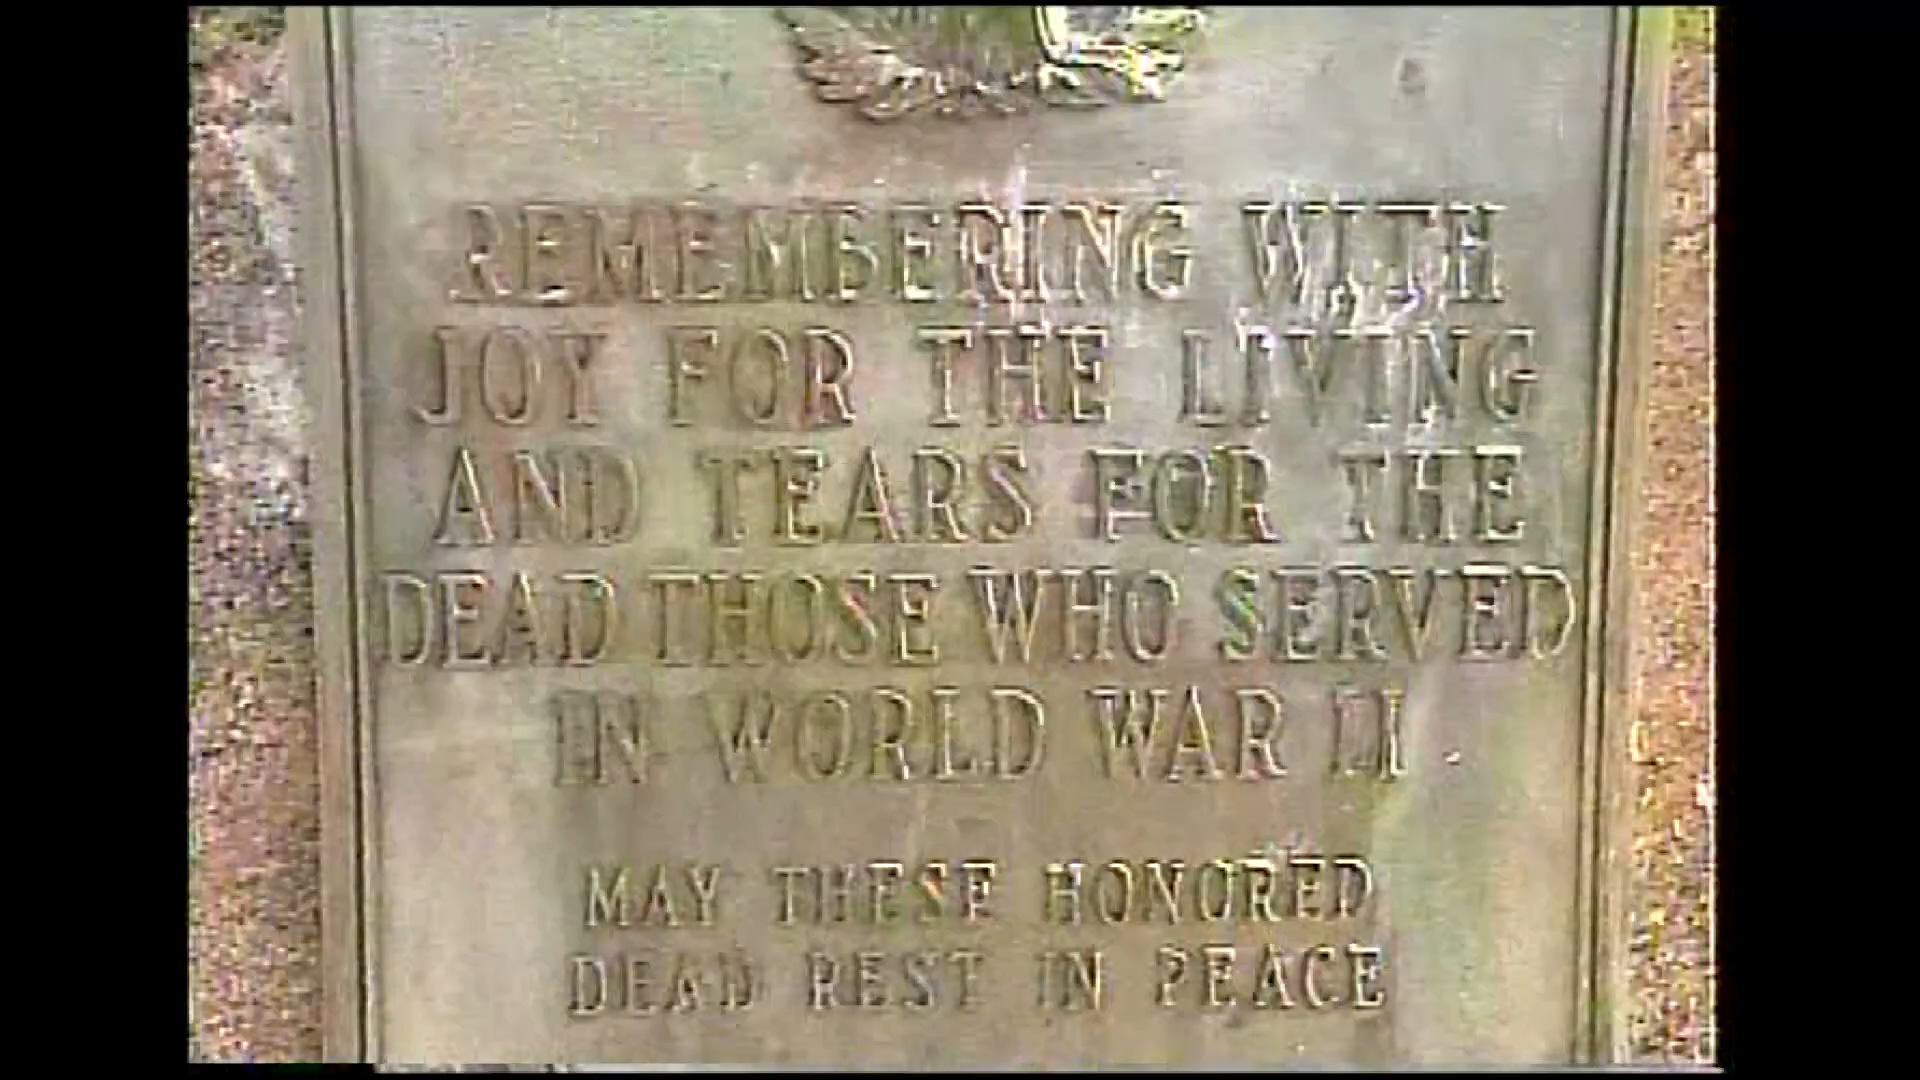 REMEMBERING WITH
JOY FOR THE LIVING
AND TEARS FOR THE
DEAD THOSE WHO SERVED
IN WORLD WAR II
MAY THESE HONORED
DEAD REST IN PEACE